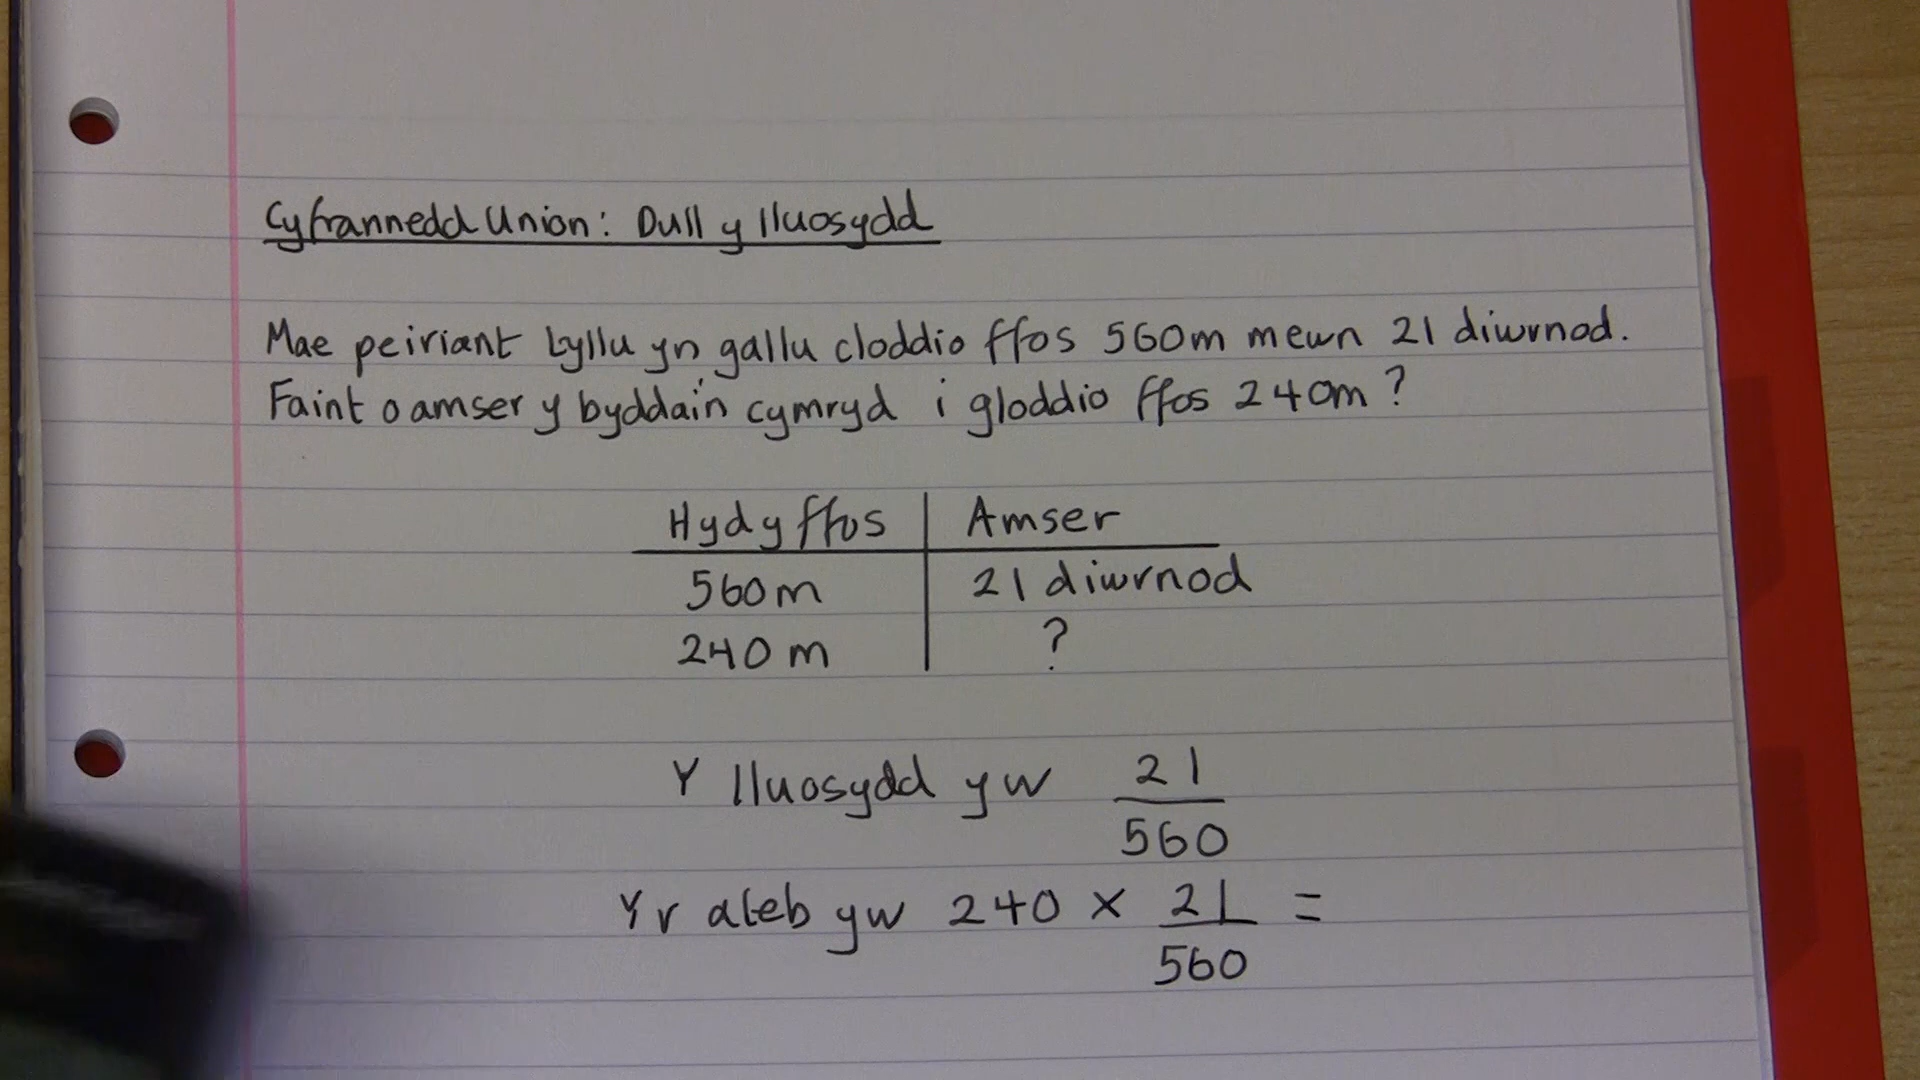 Cyfrannedd Union: Dull y lluosydd
Mae peiriant tyllu yn gallu cloddio ffos 560m mewn 21 diwrnod.
Faint o amser y byddai'n cymryd i gloddio ffos 240m?
Hyd y ffos | Amser
560m | 21 diwrnod
240m | ?
Y lluosydd yw 21/560
Yr ateb yw 240 × 21/560 =